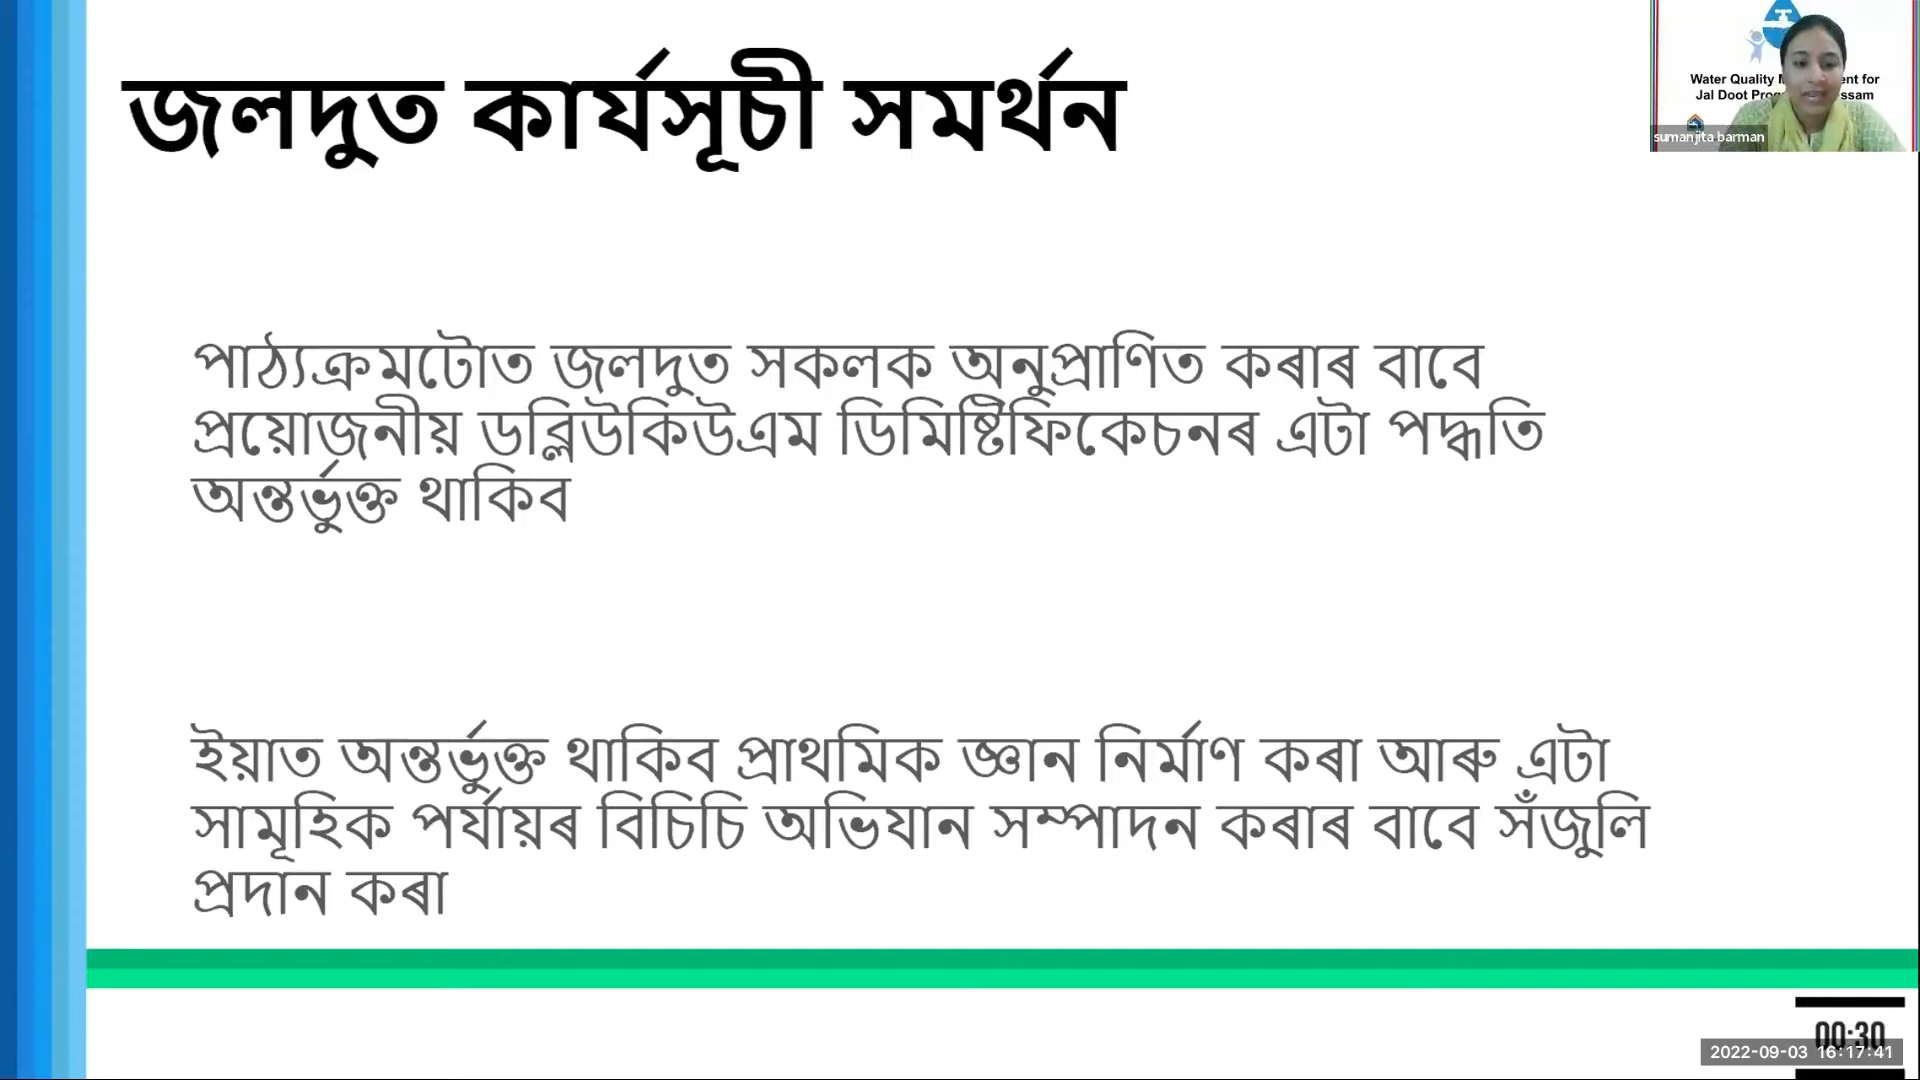 জলদুত কাৰ্যসূচী সমৰ্থন
Water Quality M ent for
Jal Doot Prog ssam
sumanjita barman
পাঠ্যক্ৰমটোত জলদুত সকলক অনুপ্ৰাণিত কৰাৰ বাবে
প্ৰয়োজনীয় ডব্লিউকিউএম ডিমিষ্টিফিকেচনৰ এটা পদ্ধতি
অন্তৰ্ভুক্ত থাকিব
ইয়াত অন্তৰ্ভুক্ত থাকিব প্ৰাথমিক জ্ঞান নিৰ্মাণ কৰা আৰু এটা
সামূহিক পৰ্যায়ৰ বিচিচি অভিযান সম্পাদন কৰাৰ বাবে সঁজুলি
প্ৰদান কৰা
00:30
2022-09-03 16:17:41